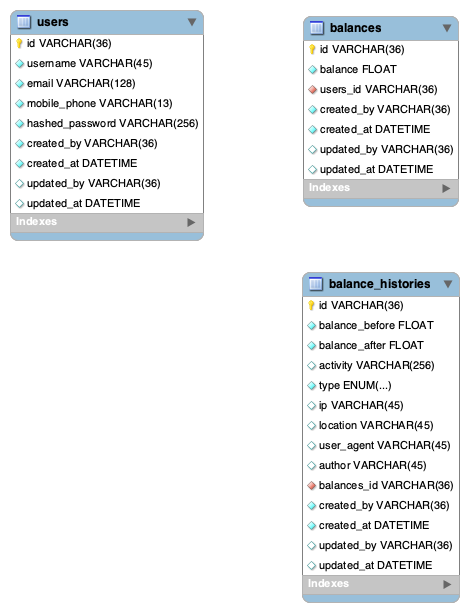 users
id VARCHAR(36)
username VARCHAR(45)
email VARCHAR(128)
mobile_phone VARCHAR(13)
hashed_password VARCHAR(256)
created_by VARCHAR(36)
created_at DATETIME
updated_by VARCHAR(36)
updated_at DATETIME
Indexes
balances
id VARCHAR(36)
balance FLOAT
users_id VARCHAR(36)
created_by VARCHAR(36)
created_at DATETIME
updated_by VARCHAR(36)
updated_at DATETIME
Indexes
balance_histories
id VARCHAR(36)
balance_before FLOAT
balance_after FLOAT
activity VARCHAR(256)
type ENUM(...)
ip VARCHAR(45)
location VARCHAR(45)
user_agent VARCHAR(45)
author VARCHAR(45)
balances_id VARCHAR(36)
created_by VARCHAR(36)
created_at DATETIME
updated_by VARCHAR(36)
updated_at DATETIME
Indexes